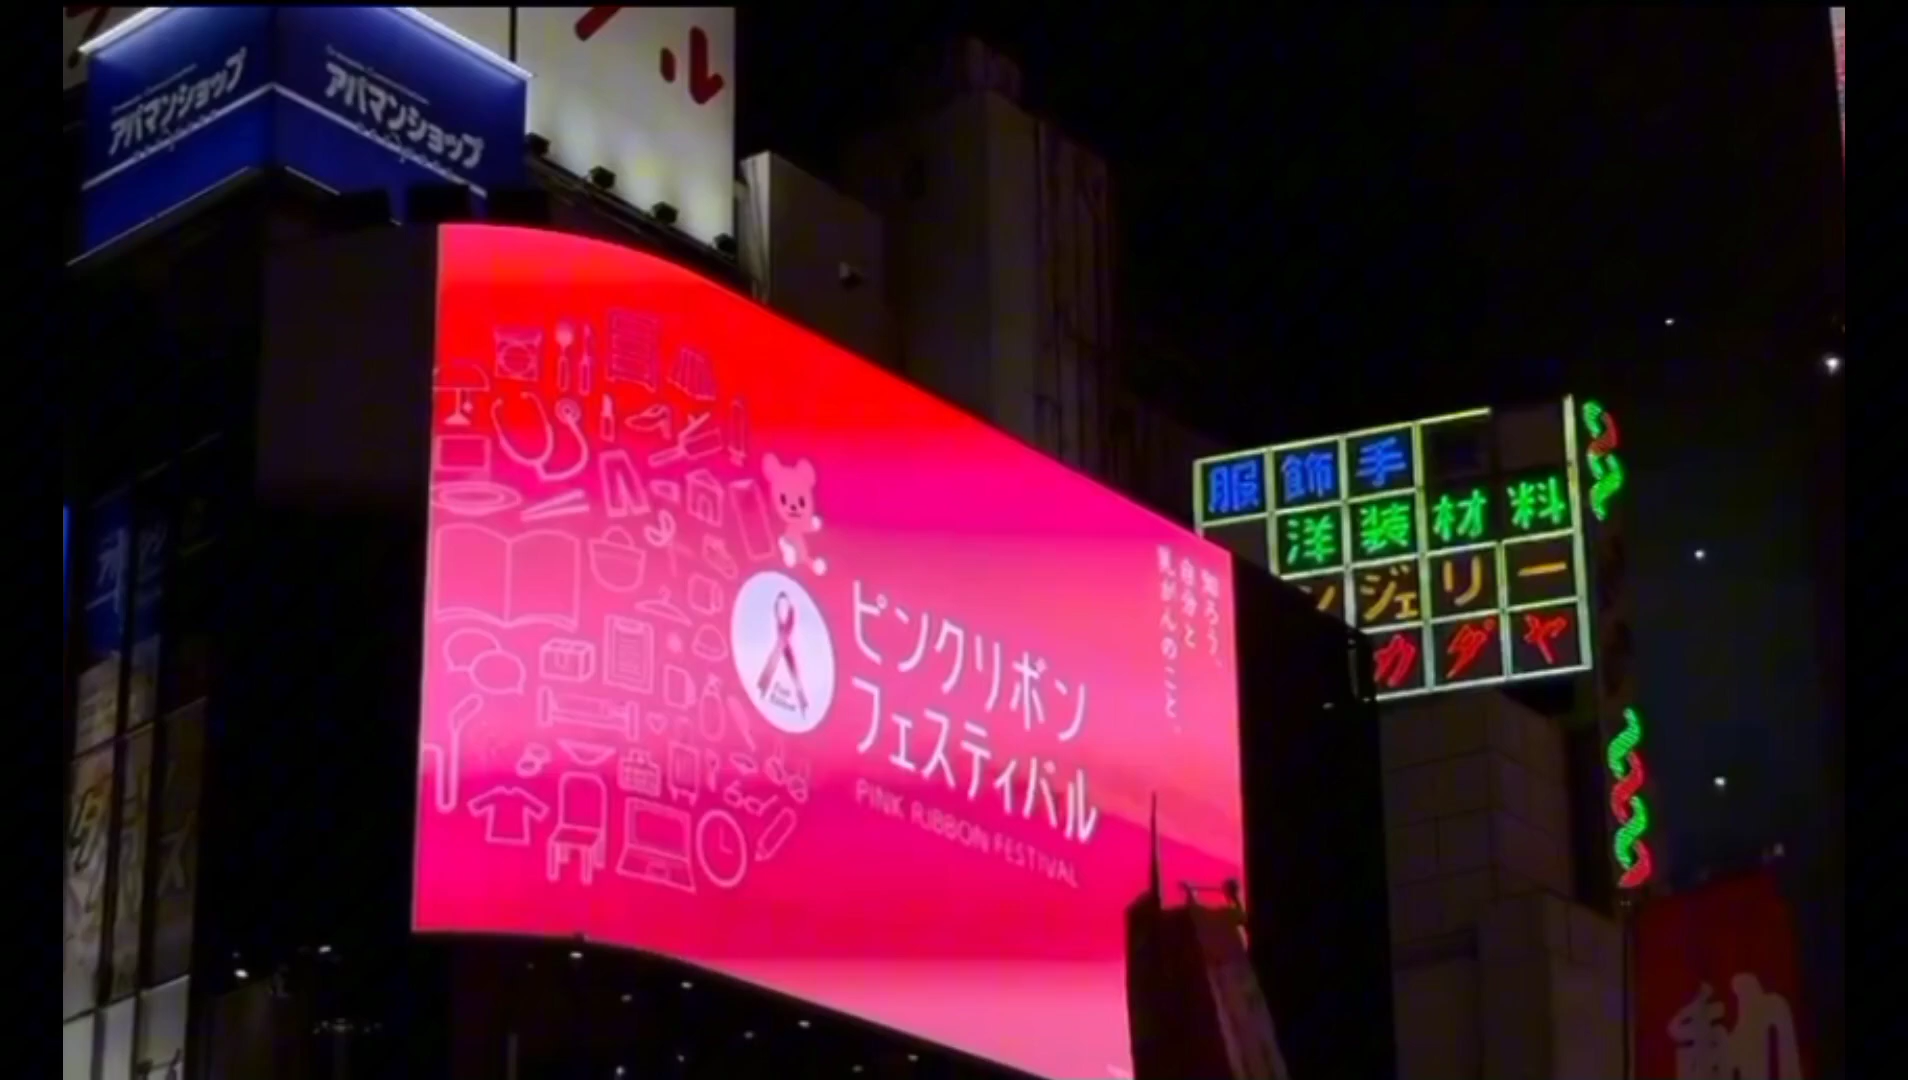 アパマンショップ
アパマンショップ
ル
知ろう、
自分と
乳がんのこと。
ピンクリボン
フェスティバル
PINK RIBBON FESTIVAL
服飾手
洋装材料
ンジェリー
カダヤ
動